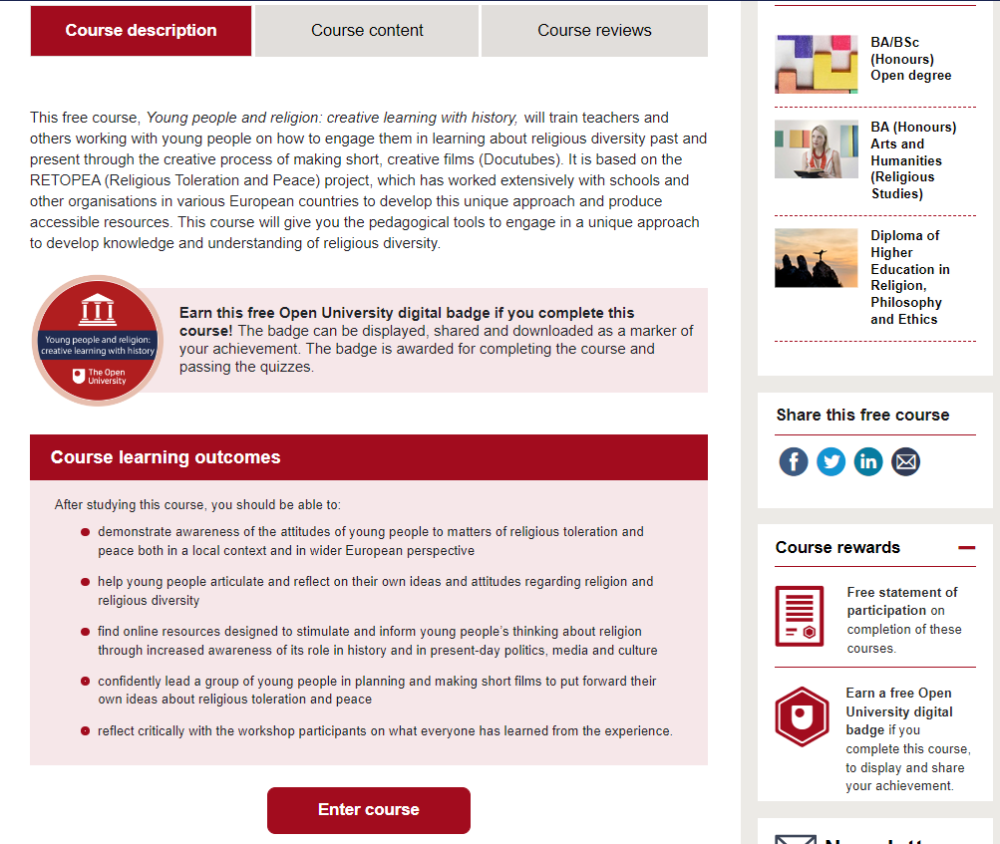 Course description
Course content
Course reviews
This free course, Young people and religion: creative learning with history, will train teachers and
others working with young people on how to engage them in learning about religious diversity past and
present through the creative process of making short, creative films (Docutubes). It is based on the
RETOPEA (Religious Toleration and Peace) project, which has worked extensively with schools and
other organisations in various European countries to develop this unique approach and produce
accessible resources. This course will give you the pedagogical tools to engage in a unique approach
to develop knowledge and understanding of religious diversity.
Young people and religion:
creative learning with history
The Open
University
Earn this free Open University digital badge if you complete this
course! The badge can be displayed, shared and downloaded as a marker of
your achievement. The badge is awarded for completing the course and
passing the quizzes.
Course learning outcomes
After studying this course, you should be able to:
demonstrate awareness of the attitudes of young people to matters of religious toleration and
peace both in a local context and in wider European perspective
help young people articulate and reflect on their own ideas and attitudes regarding religion and
religious diversity
find online resources designed to stimulate and inform young people's thinking about religion
through increased awareness of its role in history and in present-day politics, media and culture
confidently lead a group of young people in planning and making short films to put forward their
own ideas about religious toleration and peace
reflect critically with the workshop participants on what everyone has learned from the experience.
Enter course
BA/BSc
(Honours)
Open degree
BA (Honours)
Arts and
Humanities
(Religious
Studies)
Diploma of
Higher
Education in
Religion,
Philosophy
and Ethics
Share this free course
Course rewards
Free statement of
participation on
completion of these
courses.
Earn a free Open
University digital
badge if you
complete this course,
to display and share
your achievement.